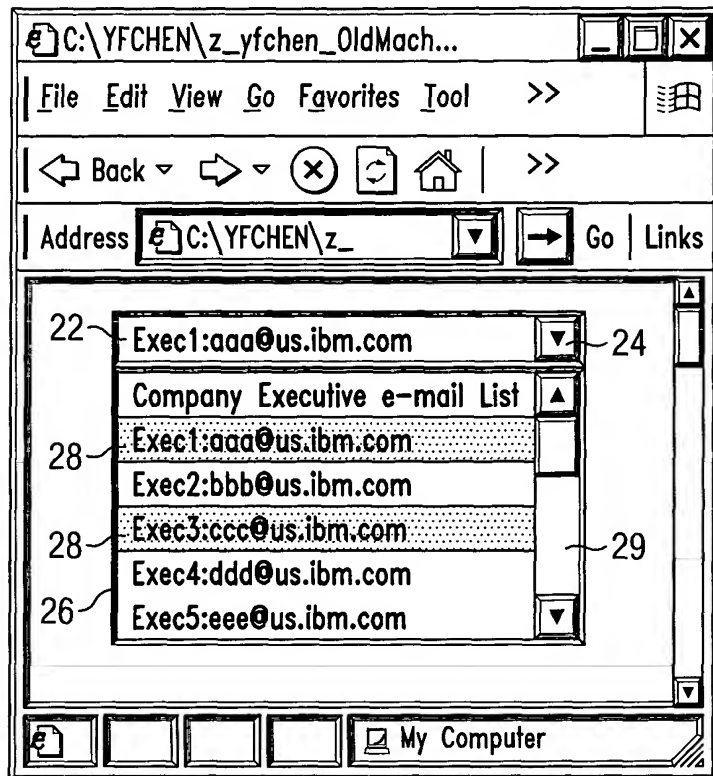 C:\YFCHEN\z_yfchen_OldMach...
File Edit View Go Favorites Tool >>
Back >>
Address C:\YFCHEN\z_ Go Links
22 Exec1:aaa@us.ibm.com 24
Company Executive e-mail List
28 Exec1:aaa@us.ibm.com
Exec2:bbb@us.ibm.com
28 Exec3:ccc@us.ibm.com 29
Exec4:ddd@us.ibm.com
26 Exec5:eee@us.ibm.com
My Computer